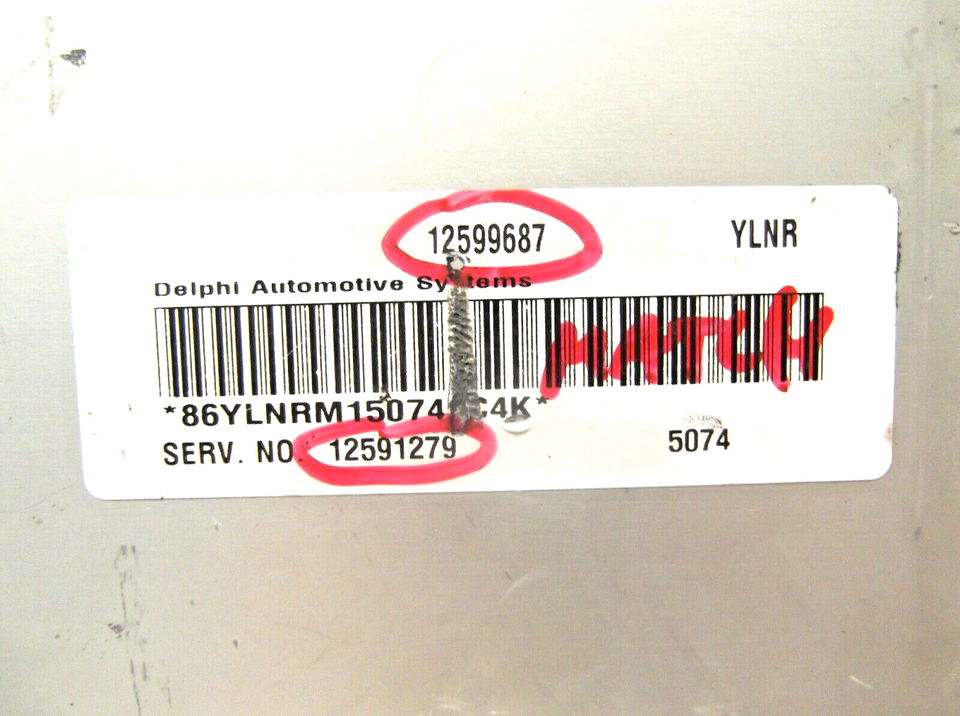 12599687 YLNR
Delphi Automotive Systems
MATCH
*86YLNRM15074 C4K*
SERV. NO. 12591279 5074